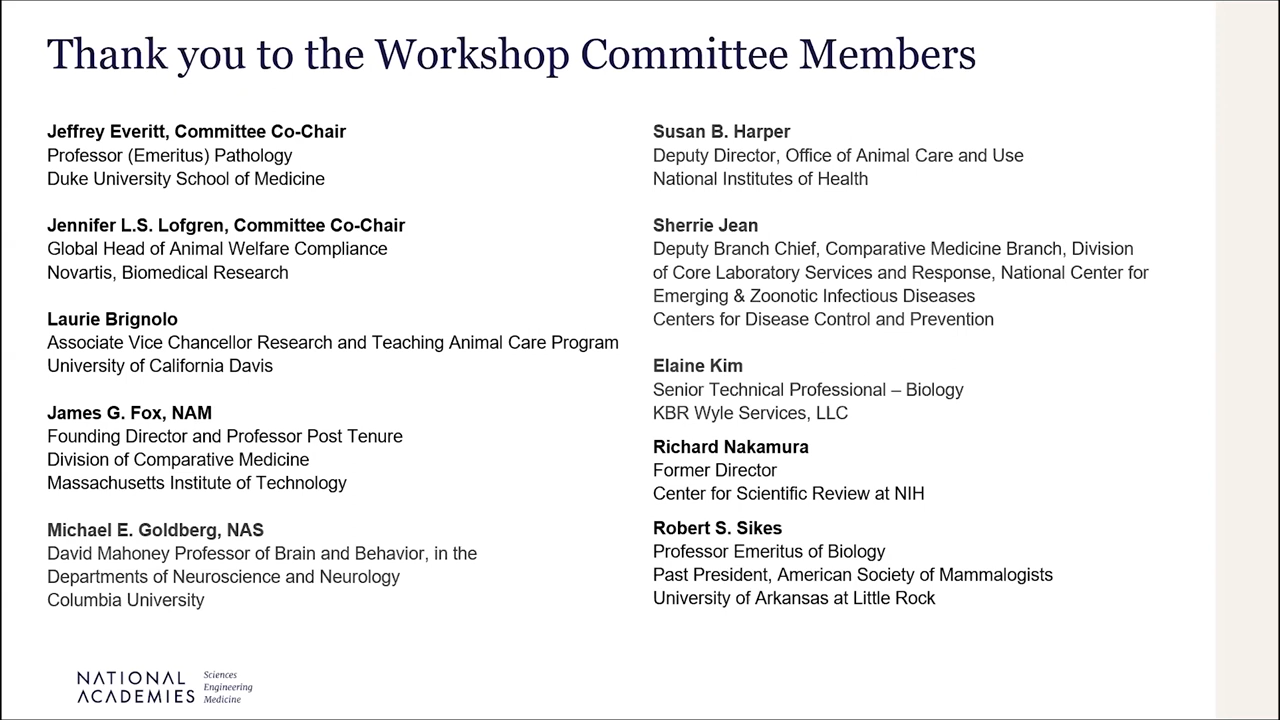 Thank you to the Workshop Committee Members
Jeffrey Everitt, Committee Co-Chair
Professor (Emeritus) Pathology
Duke University School of Medicine
Jennifer L.S. Lofgren, Committee Co-Chair
Global Head of Animal Welfare Compliance
Novartis, Biomedical Research
Laurie Brignolo
Associate Vice Chancellor Research and Teaching Animal Care Program
University of California Davis
James G. Fox, NAM
Founding Director and Professor Post Tenure
Division of Comparative Medicine
Massachusetts Institute of Technology
Michael E. Goldberg, NAS
David Mahoney Professor of Brain and Behavior, in the
Departments of Neuroscience and Neurology
Columbia University
Susan B. Harper
Deputy Director, Office of Animal Care and Use
National Institutes of Health
Sherrie Jean
Deputy Branch Chief, Comparative Medicine Branch, Division
of Core Laboratory Services and Response, National Center for
Emerging & Zoonotic Infectious Diseases
Centers for Disease Control and Prevention
Elaine Kim
Senior Technical Professional – Biology
KBR Wyle Services, LLC
Richard Nakamura
Former Director
Center for Scientific Review at NIH
Robert S. Sikes
Professor Emeritus of Biology
Past President, American Society of Mammalogists
University of Arkansas at Little Rock
NATIONAL
ACADEMIES
Sciences
Engineering
Medicine